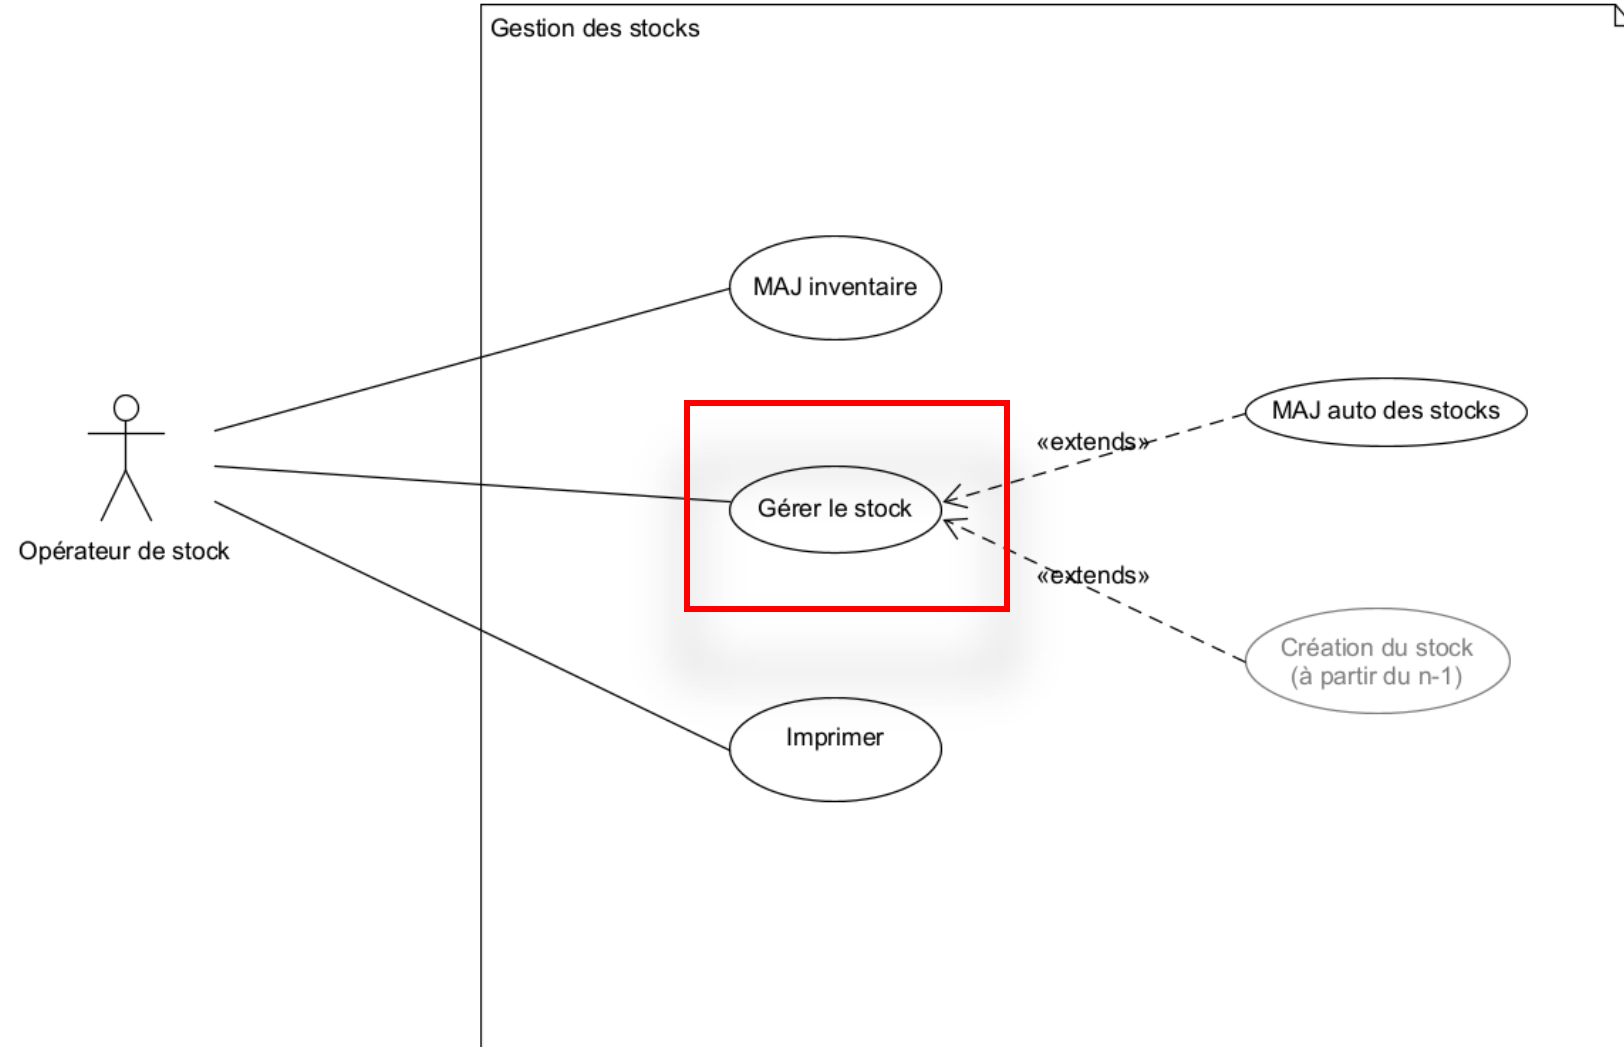 Gestion des stocks
MAJ inventaire
MAJ auto des stocks
«extends»
Gérer le stock
Opérateur de stock
«extends»
Création du stock
(à partir du n-1)
Imprimer